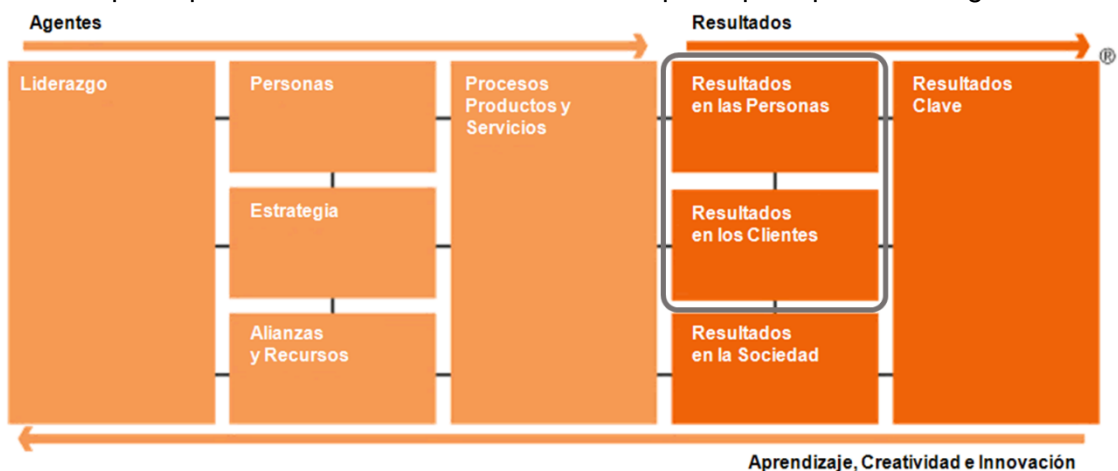 Agentes
Resultados
®
Liderazgo
Personas
Procesos
Productos y
Servicios
Resultados
en las Personas
Resultados
Clave
Estrategia
Resultados
en los Clientes
Alianzas
y Recursos
Resultados
en la Sociedad
Aprendizaje, Creatividad e Innovación